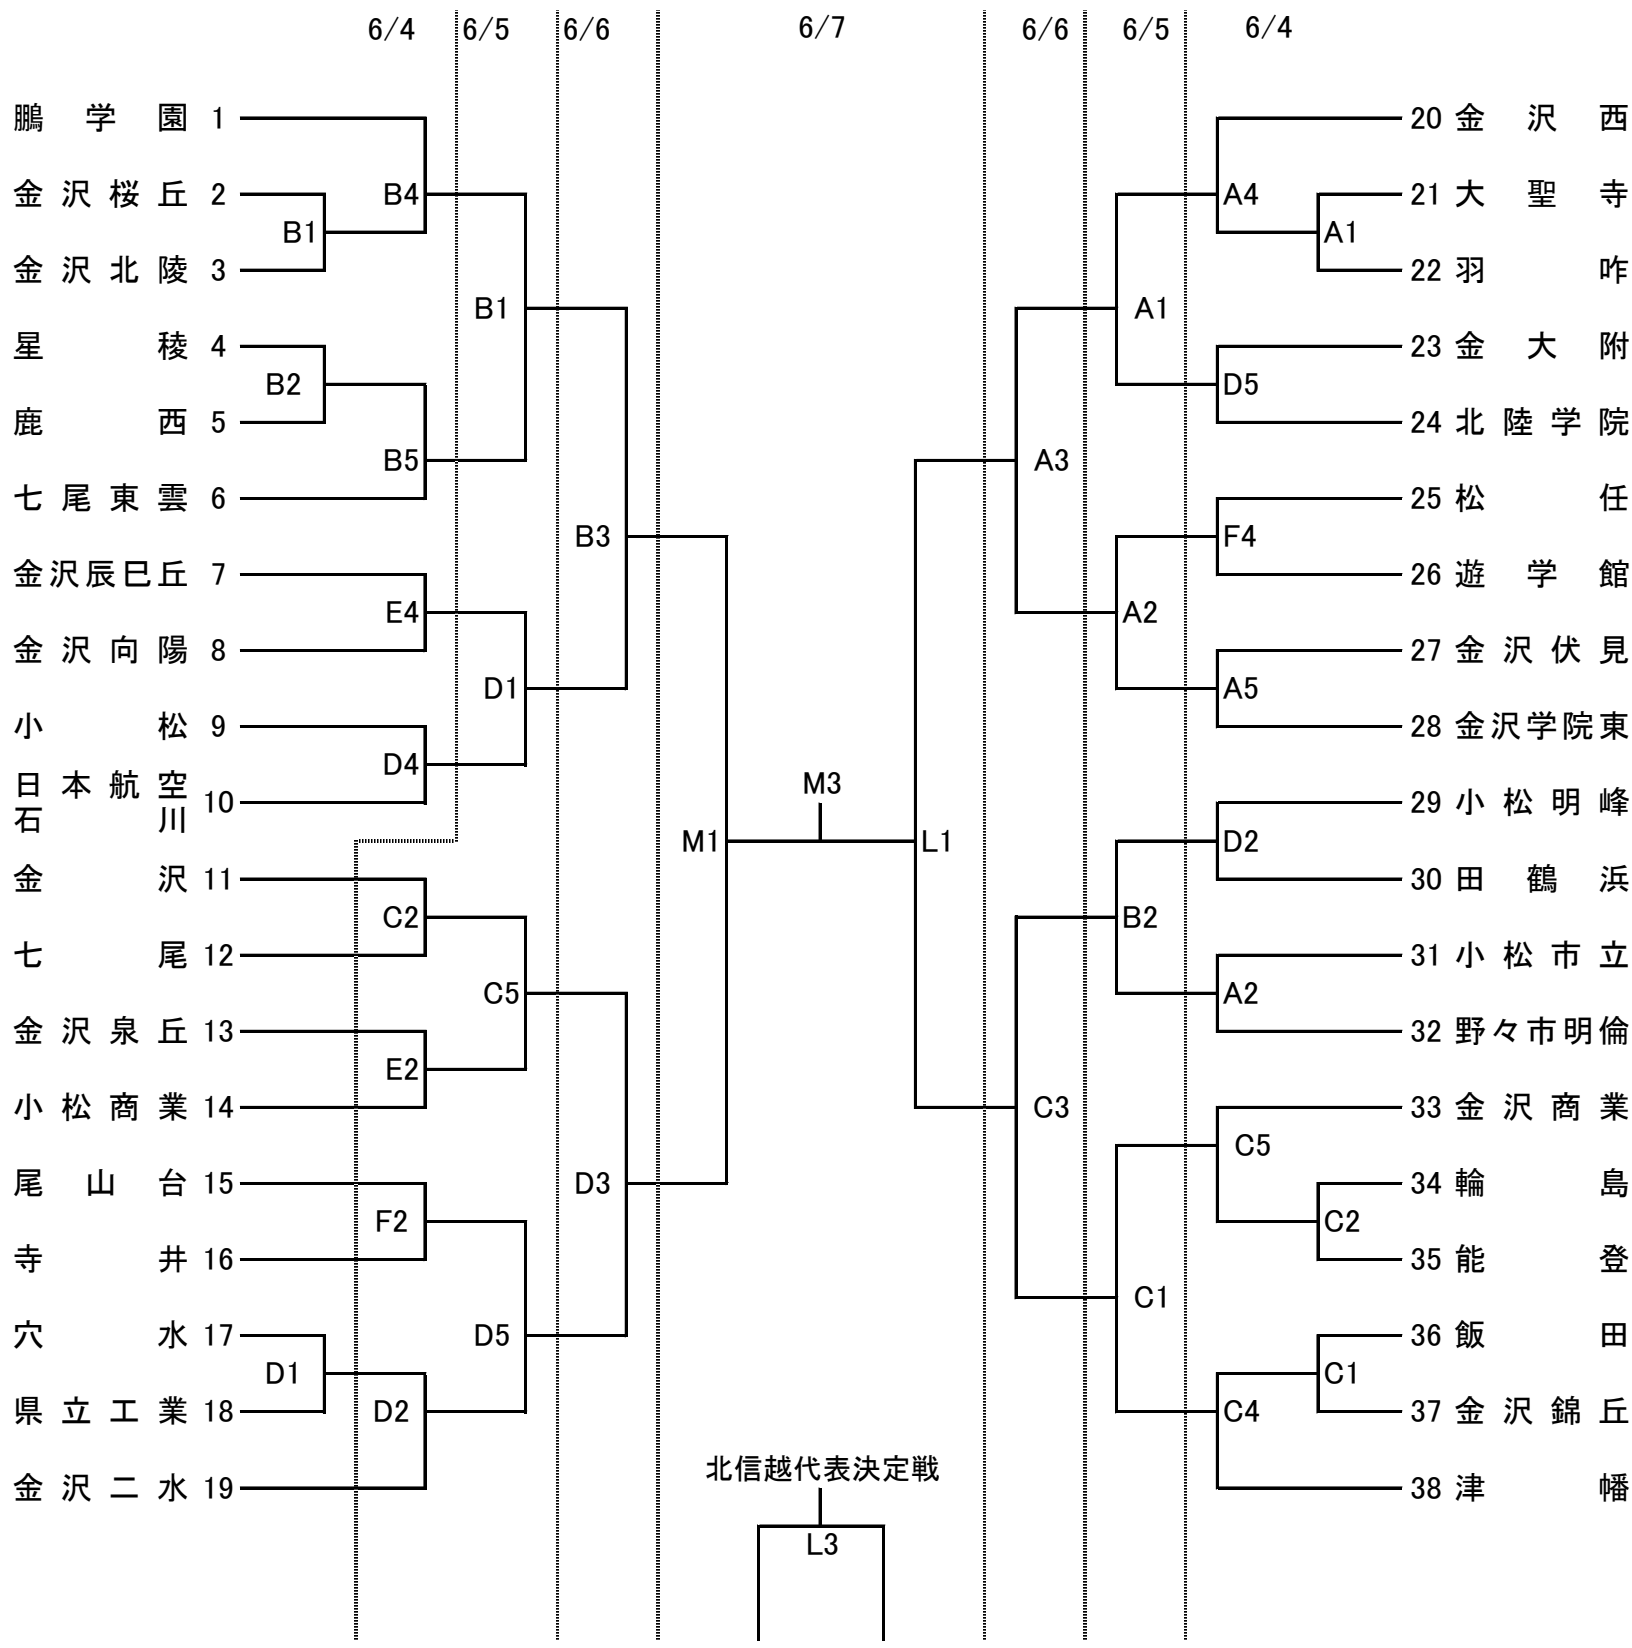 6/4 6/5 6/6 6/7 6/6 6/5 6/4
鵬学園 1
金沢桜丘 2
金沢北陵 3
星稜 4
鹿西 5
七尾東雲 6
金沢辰巳丘 7
金沢向陽 8
小松 9
日本航空
石川 10
金沢 11
七尾 12
金沢泉丘 13
小松商業 14
尾山台 15
寺井 16
穴水 17
県立工業 18
金沢二水 19
B1
B2
D1
B4
B5
E4
D4
C2
E2
F2
D2
B1
D1
C5
D5
B3
D3
M1
M3
L1
A3
C3
A1
A2
B2
C1
A4
D5
F4
A5
D2
A2
C5
C4
A1
C2
C1
20 金沢西
21 大聖寺
22 羽咋
23 金大附
24 北陸学院
25 松任
26 遊学館
27 金沢伏見
28 金沢学院東
29 小松明峰
30 田鶴浜
31 小松市立
32 野々市明倫
33 金沢商業
34 輪島
35 能登
36 飯田
37 金沢錦丘
38 津幡
北信越代表決定戦
L3